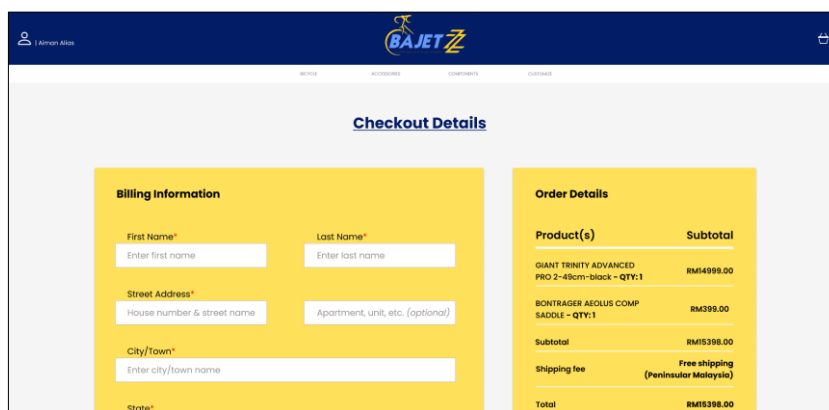 | Aiman Alias
BAJET ZZ
BICYCLE ACCESSORIES COMPONENTS CUSTOMIZE
Checkout Details
Billing Information
First Name* Last Name*
Enter first name Enter last name
Street Address*
House number & street name Apartment, unit, etc. (optional)
City/Town*
Enter city/town name
State*
Order Details
Product(s) Subtotal
GIANT TRINITY ADVANCED
PRO 2-49cm-black - QTY: 1 RM14999.00
BONTRAGER AEOLUS COMP
SADDLE - QTY: 1 RM399.00
Subtotal RM15398.00
Shipping fee Free shipping
(Peninsular Malaysia)
Total RM15398.00